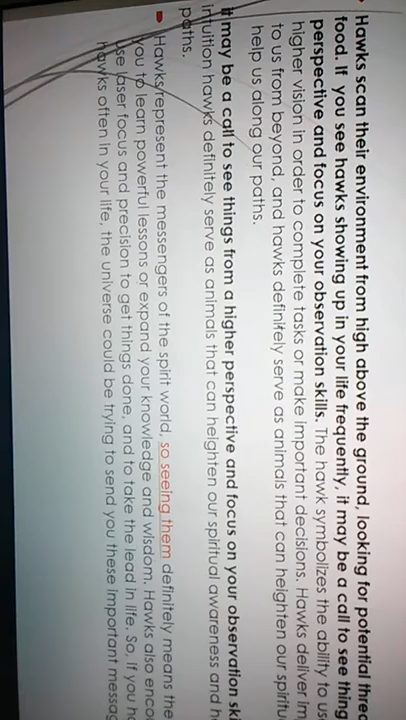 Hawks scan their environment from high above the ground, looking for potential
food. If you see hawks showing up in your life frequently, it may be a call to see
perspective and focus on your observation skills. The hawk symbolizes the ability to
higher vision in order to complete tasks or make important decisions. Hawks deliver
to us from beyond, and hawks definitely serve as animals that can heighten our
help us along our paths.
It may be a call to see things from a higher perspective and focus on your observation
intuition hawks definitely serve as animals that can heighten our spiritual awareness and
paths.
Hawks represent the messengers of the spirit world, so seeing them definitely means the
you to learn powerful lessons or expand your knowledge and wisdom. Hawks also
use laser focus and precision to get things done, and to take the lead in life. So, if you
hawks often in your life, the universe could be trying to send you these important